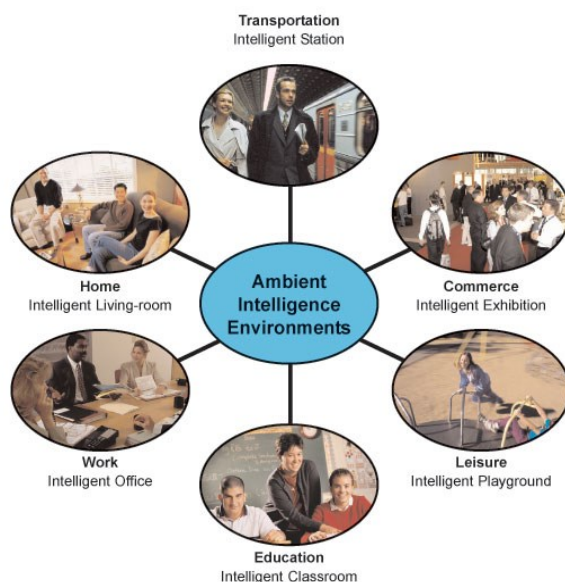 Transportation
Intelligent Station
Home
Intelligent Living-room
Commerce
Intelligent Exhibition
Ambient
Intelligence
Environments
Work
Intelligent Office
Leisure
Intelligent Playground
Education
Intelligent Classroom